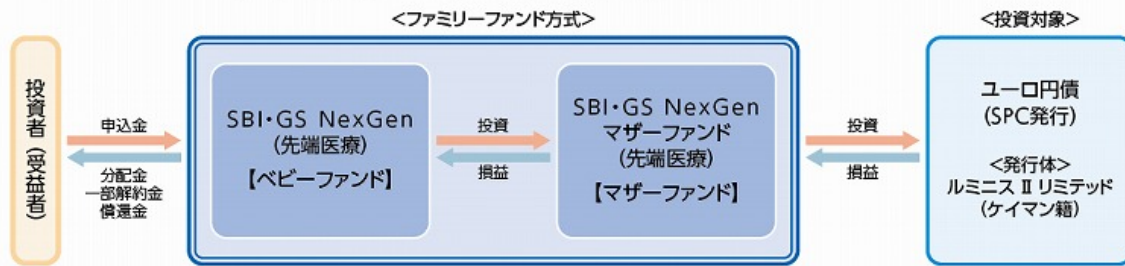 <ファミリーファンド方式>
<投資対象>
投資者（受益者）
申込金
分配金
一部解約金
償還金
SBI・GS NexGen
(先端医療)
【ベビーファンド】
投資
損益
SBI・GS NexGen
マザーファンド
(先端医療)
【マザーファンド】
投資
損益
ユーロ円債
(SPC発行)
<発行体>
ルミニス Ⅱ リミテッド
(ケイマン籍)